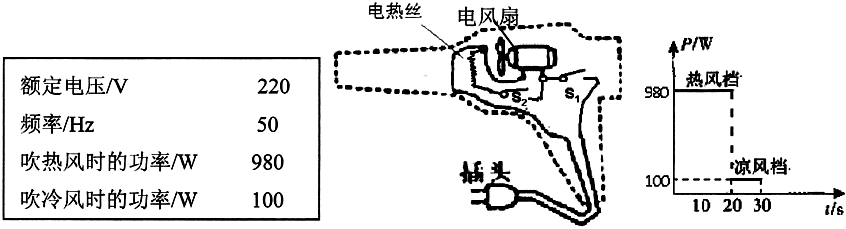 额定电压/V 220
频率/Hz 50
吹热风时的功率/W 980
吹冷风时的功率/W 100
电热丝
电风扇
S₂
S₁
插头
P/W
热风档
980
凉风档
100
10 20 30
t/s